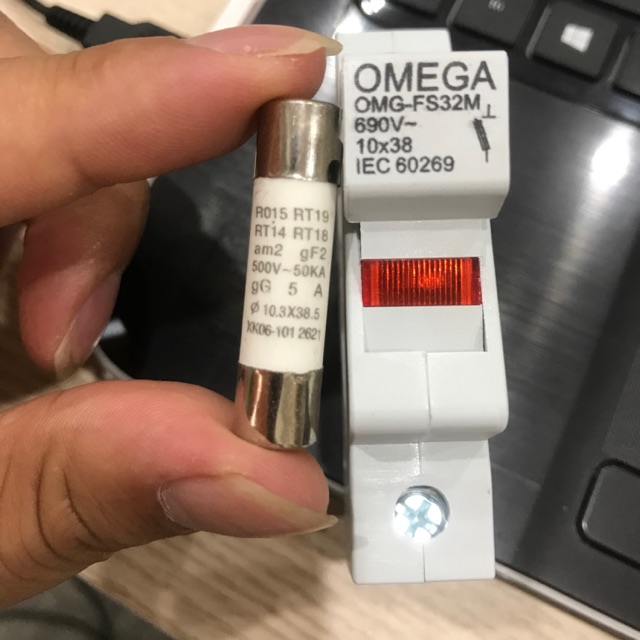 OMEGA
OMG-FS32M
690V~
10x38
IEC 60269
RO15 RT19
RT14 RT18
am2 gF2
500V~50KA
gG 5 A
Ø 10.3X38.5
XK06-101 2621